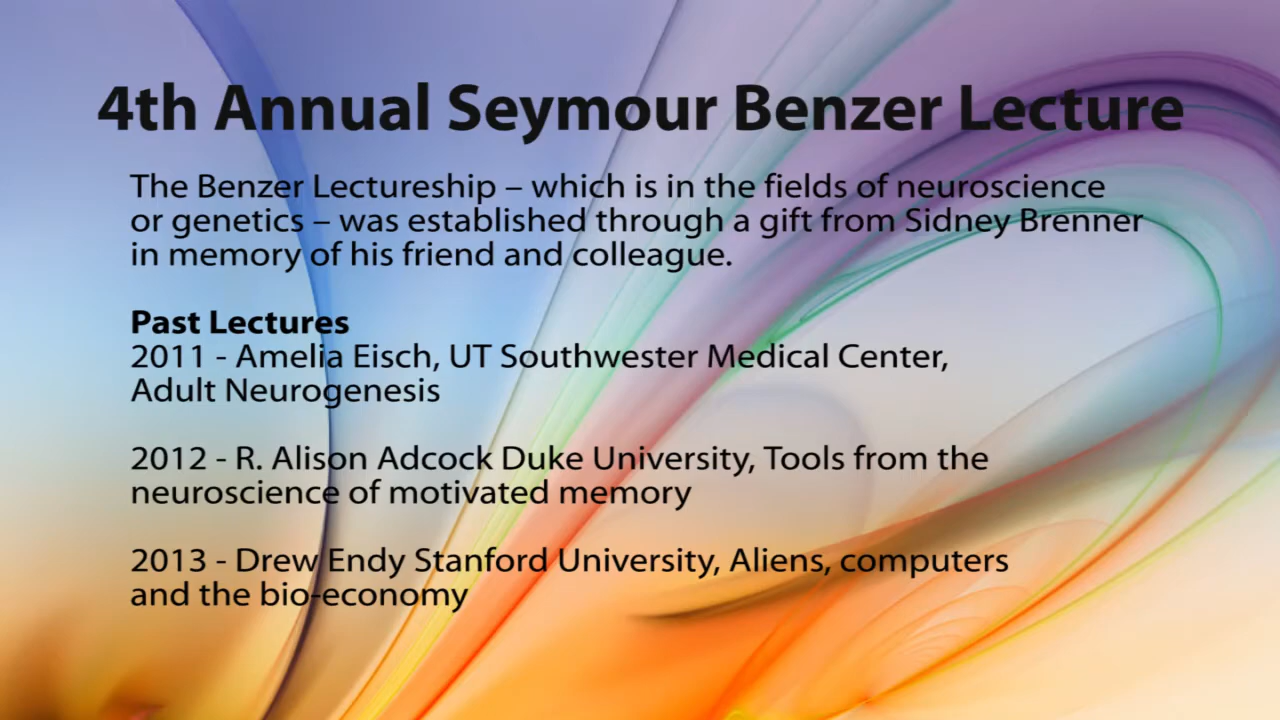 4th Annual Seymour Benzer Lecture
The Benzer Lectureship – which is in the fields of neuroscience
or genetics – was established through a gift from Sidney Brenner
in memory of his friend and colleague.
Past Lectures
2011 - Amelia Eisch, UT Southwester Medical Center,
Adult Neurogenesis
2012 - R. Alison Adcock Duke University, Tools from the
neuroscience of motivated memory
2013 - Drew Endy Stanford University, Aliens, computers
and the bio-economy